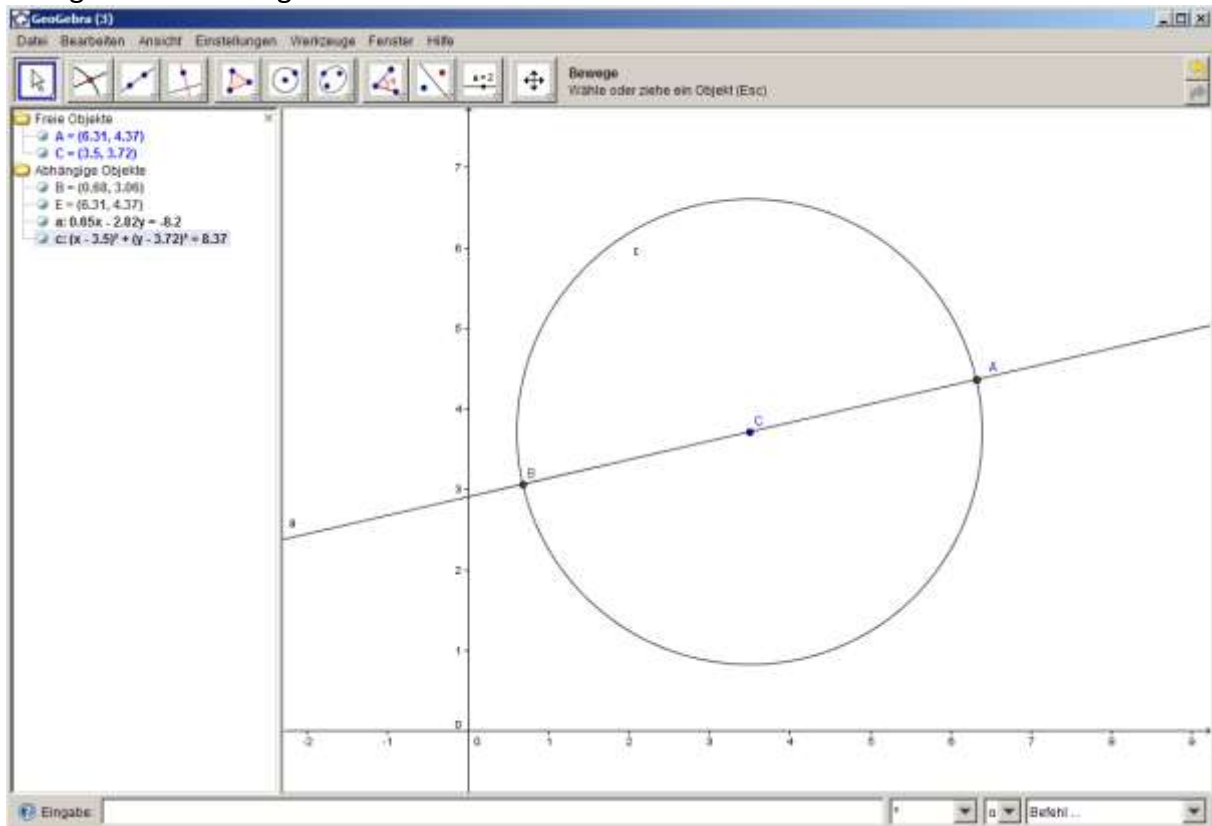 GeoGebra (3)
Datei Bearbeiten Ansicht Einstellungen Werkzeuge Fenster Hilfe
a=2
Bewege
Wähle oder ziehe ein Objekt (Esc)
Freie Objekte
A = (6.31, 4.37)
C = (3.5, 3.72)
Abhängige Objekte
B = (0.68, 3.06)
E = (6.31, 4.37)
a: 0.65x - 2.82y = -8.2
c: (x - 3.5)² + (y - 3.72)² = 8.37
7
6
c
5
A
4
C
B
3
a
2
1
0
-2 -1 0 1 2 3 4 5 6 7 8 9
Eingabe:
² α Befehl ...